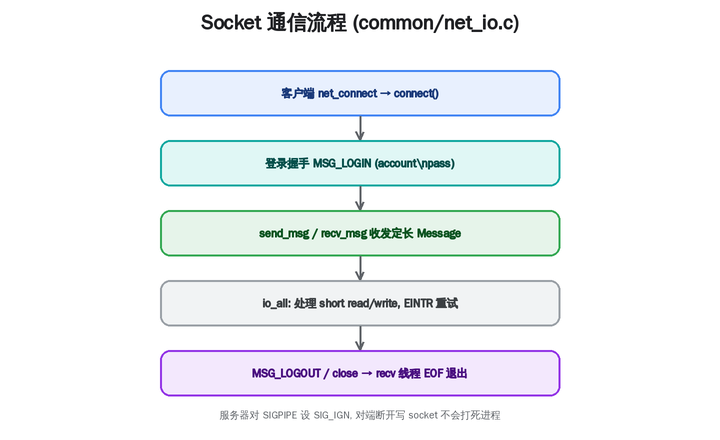 Socket 通信流程 (common/net_io.c)
客户端 net_connect → connect()
登录握手 MSG_LOGIN (account\npass)
send_msg / recv_msg 收发定长 Message
io_all: 处理 short read/write, EINTR 重试
MSG_LOGOUT / close → recv 线程 EOF 退出
服务器对 SIGPIPE 设 SIG_IGN, 对端断开写 socket 不会打死进程